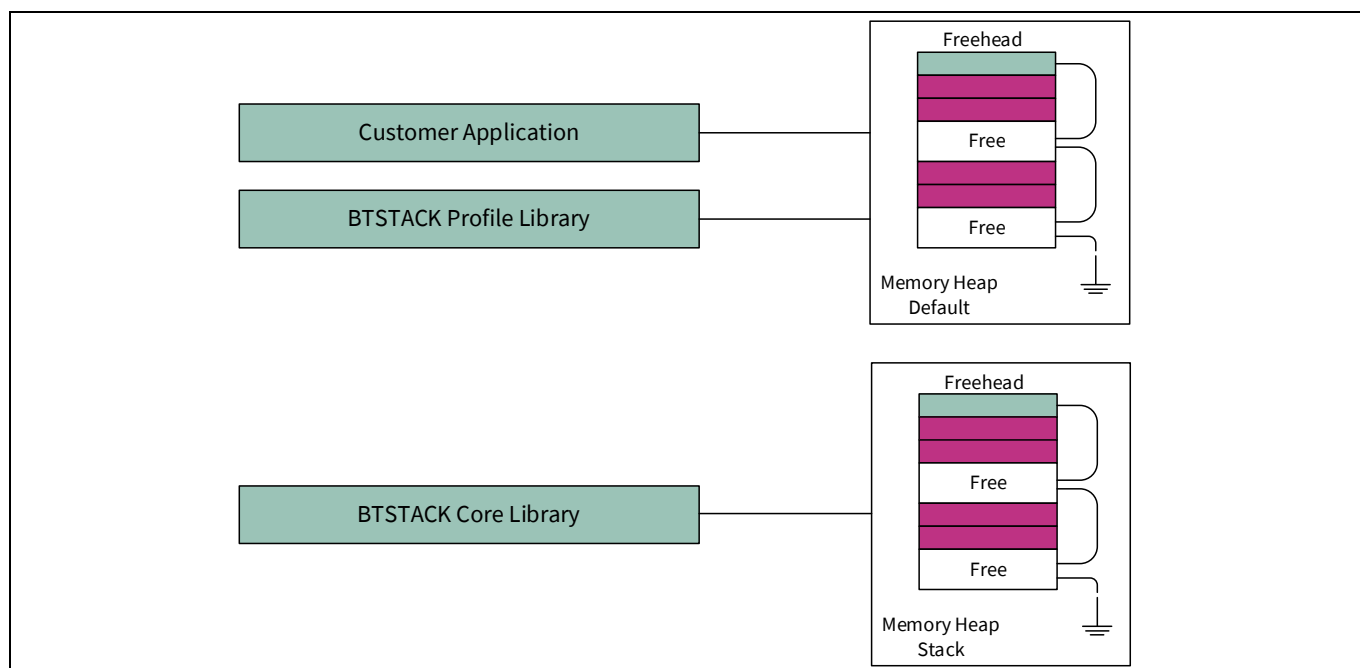 Freehead
Customer Application
Free
BTSTACK Profile Library
Free
Memory Heap
Default
Freehead
Free
BTSTACK Core Library
Free
Memory Heap
Stack